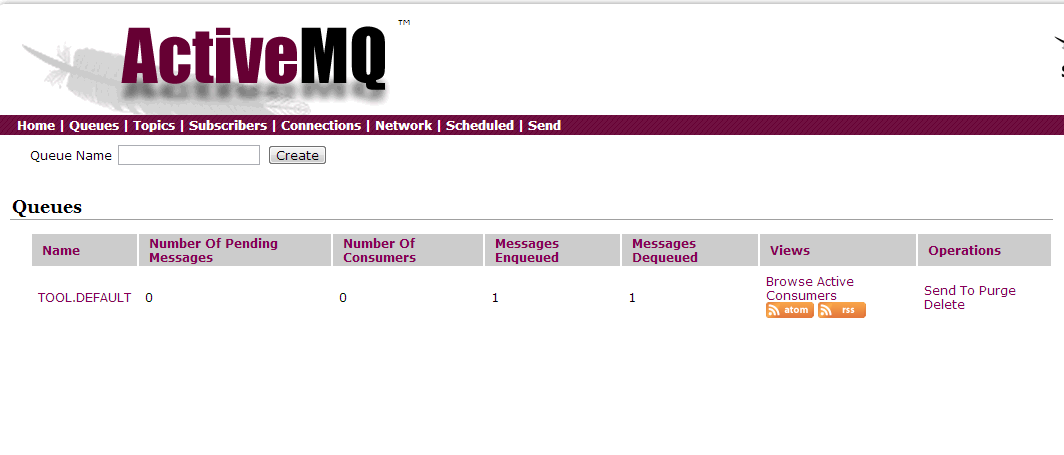 ActiveMQ™
Home | Queues | Topics | Subscribers | Connections | Network | Scheduled | Send
Queue Name Create
Queues
Name
Number Of Pending
Messages
Number Of
Consumers
Messages
Enqueued
Messages
Dequeued
Views
Operations
TOOL.DEFAULT
0
0
1
1
Browse Active
Consumers
atom rss
Send To Purge
Delete